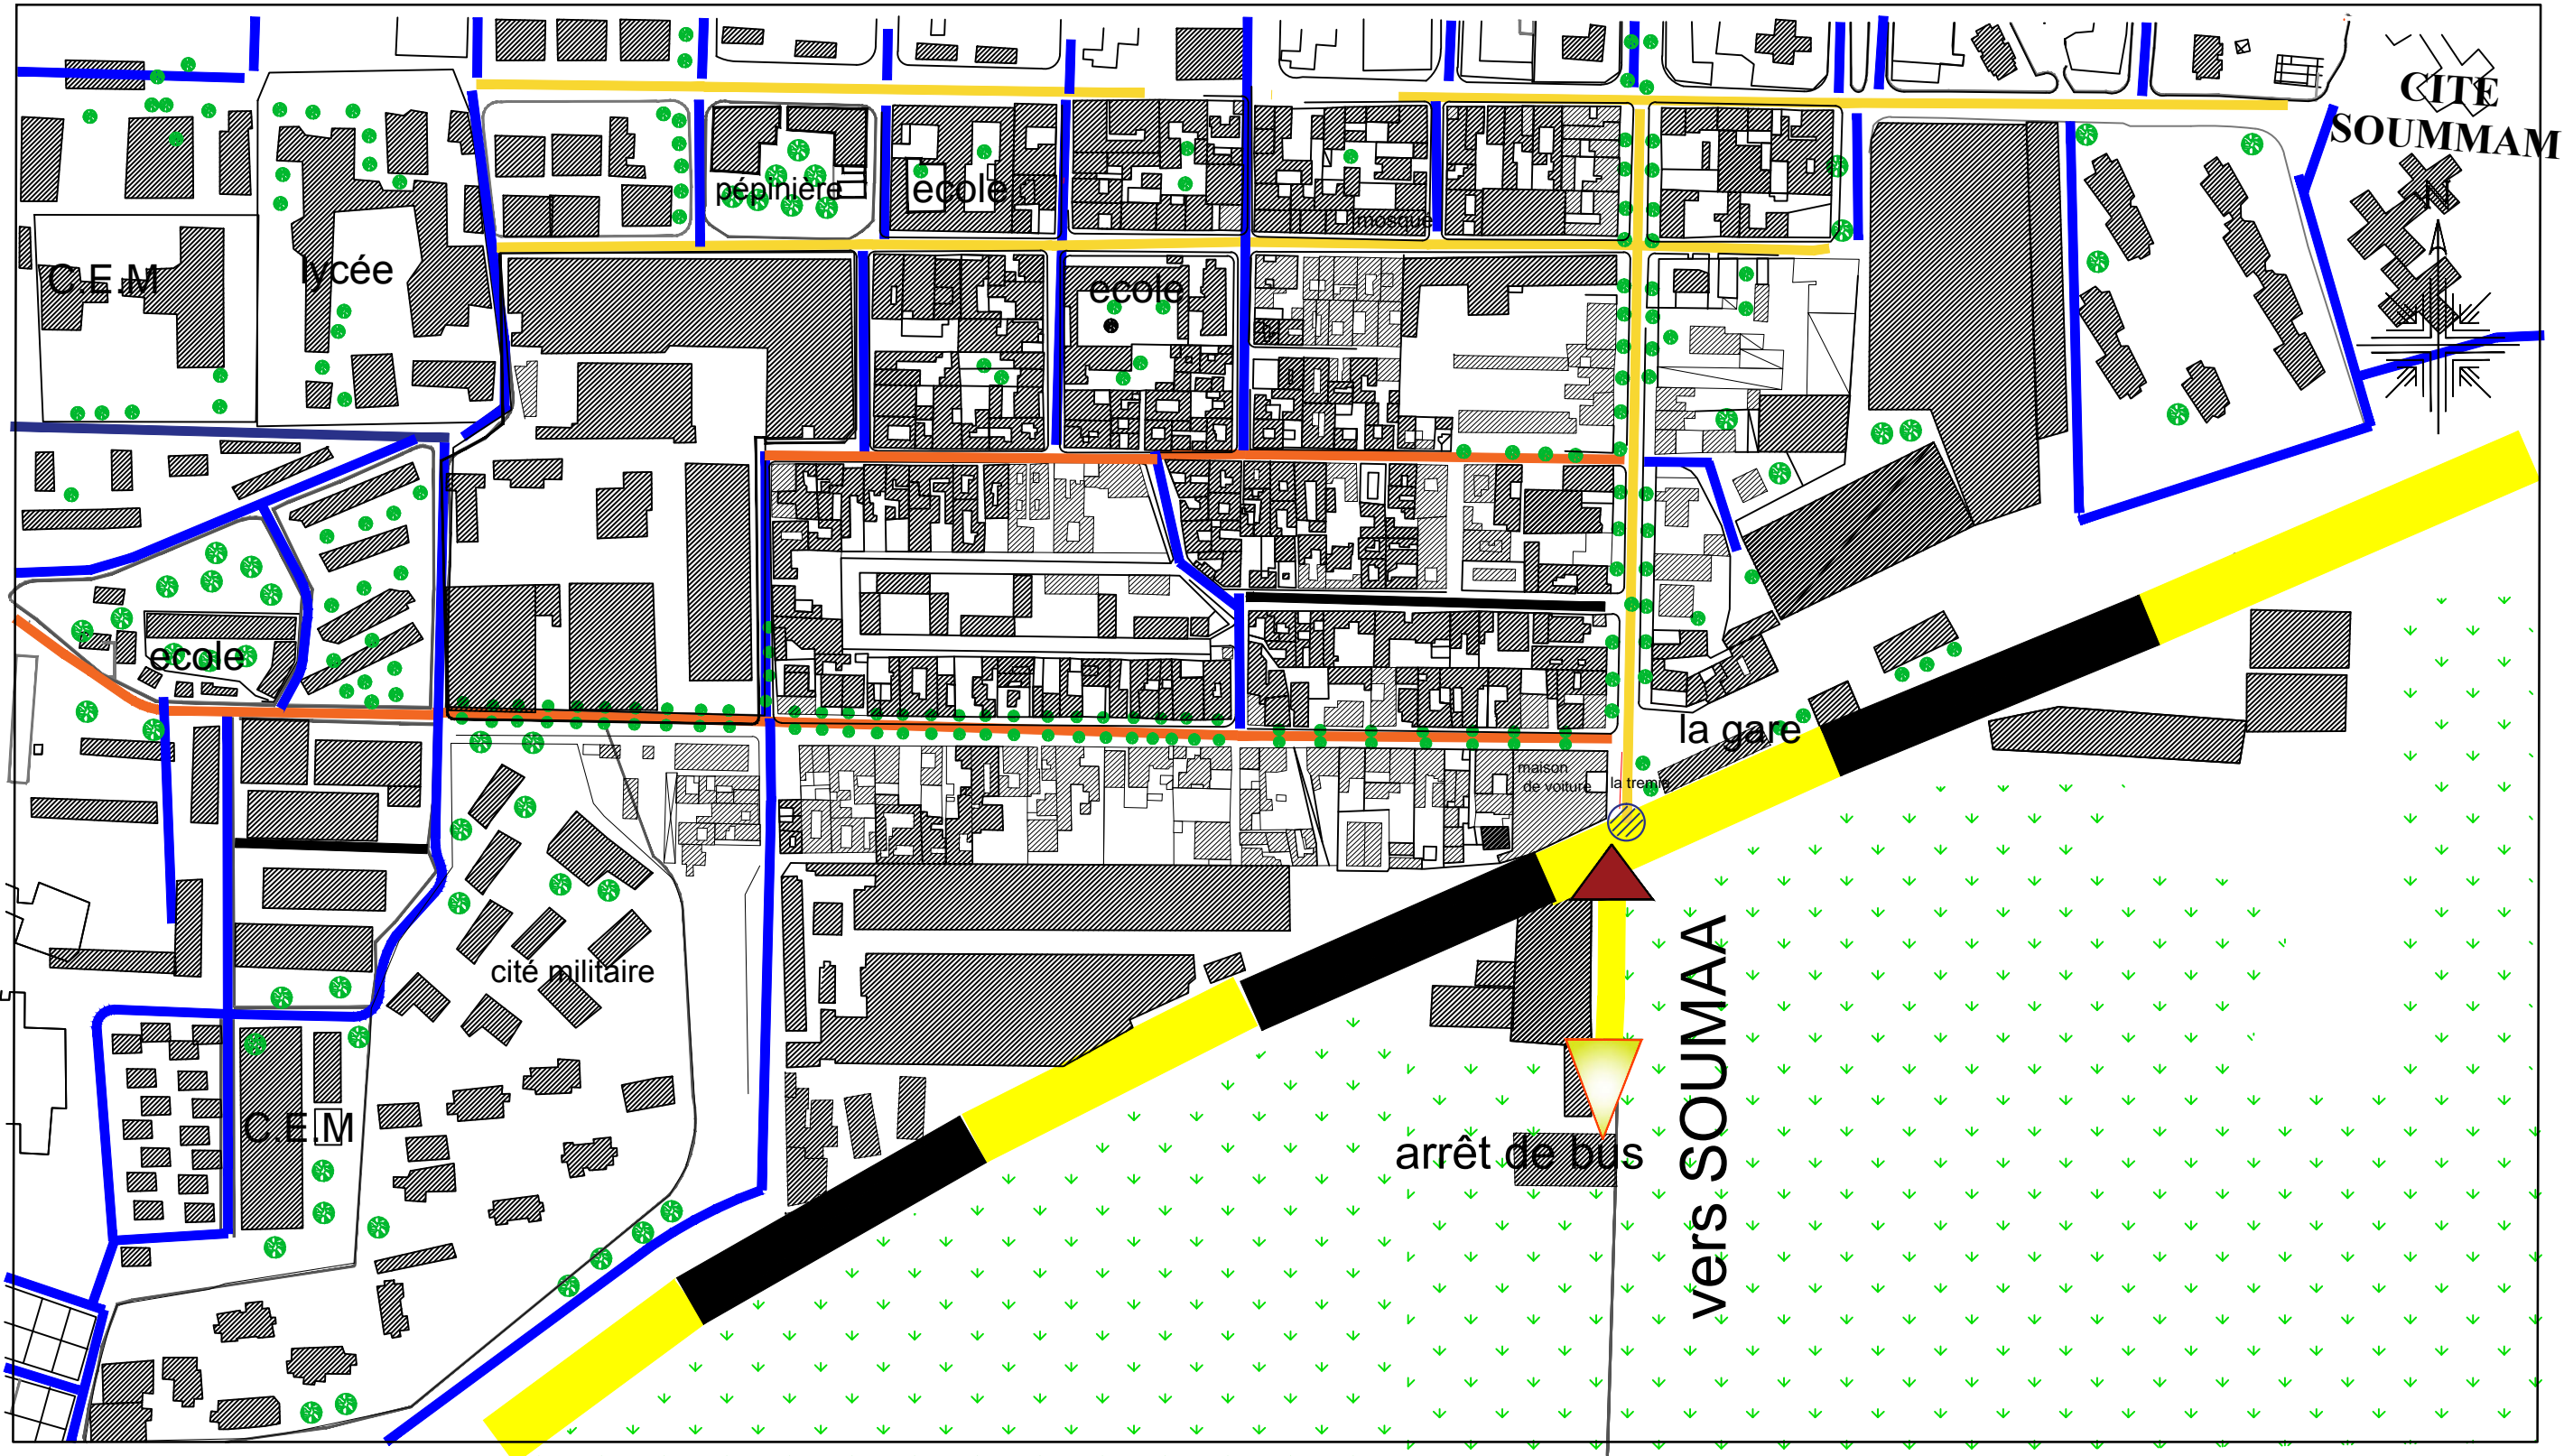 CITE
SOUMMAM
pépinière
ecole
mosque
N
C.E.M
lycée
ecole
ecole
la gare
maison
de voiture
la tremie
cité militaire
C.E.M
arrêt de bus
vers SOUMAA